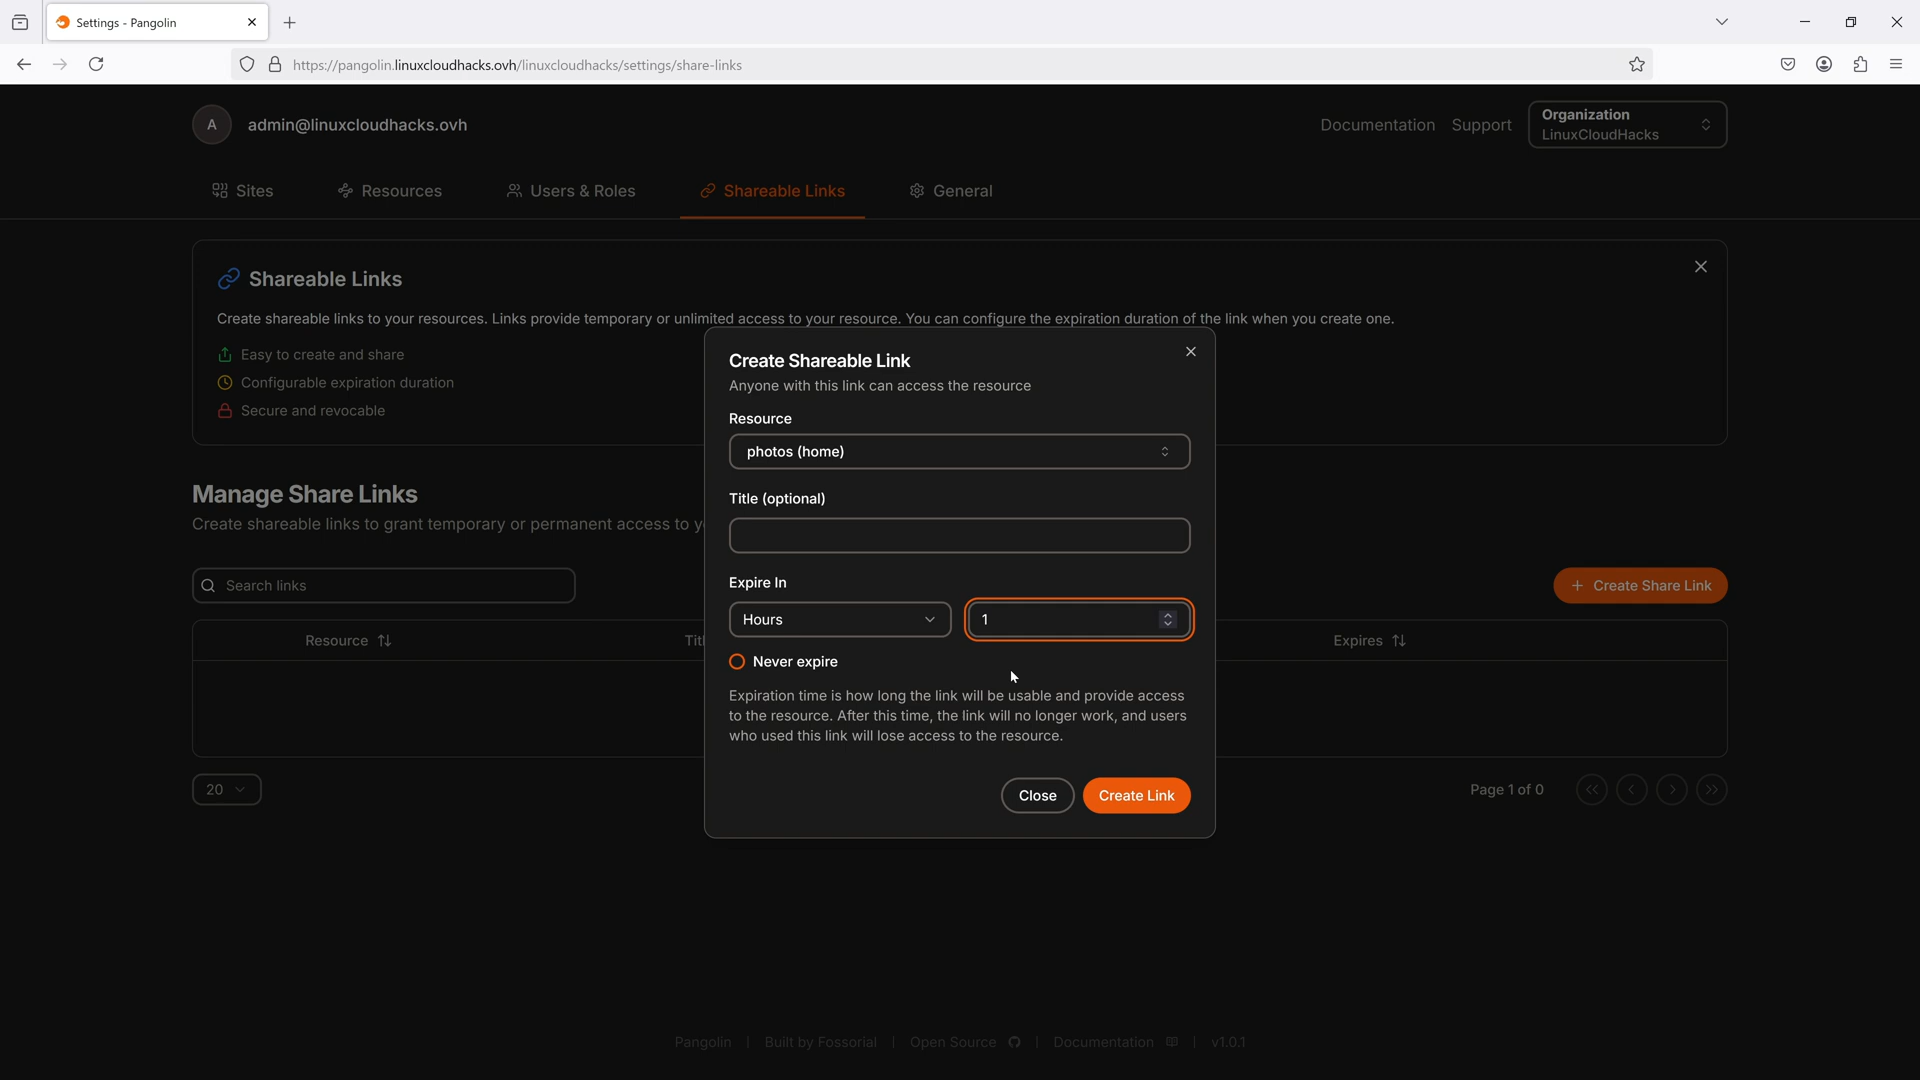 Settings - Pangolin
https://pangolin.linuxcloudhacks.ovh/linuxcloudhacks/settings/share-links
A
admin@linuxcloudhacks.ovh
Documentation
Support
Organization
LinuxCloudHacks
Sites
Resources
Users & Roles
Shareable Links
General
Shareable Links
Create shareable links to your resources. Links provide temporary or unlimited access to your resource. You can configure the expiration duration of the link when you create one.
Easy to create and share
Configurable expiration duration
Secure and revocable
Manage Share Links
Create shareable links to grant temporary or permanent access to
Search links
Create Share Link
Resource
Expires
20
Page 1 of 0
Create Shareable Link
Anyone with this link can access the resource
Resource
photos (home)
Title (optional)
Expire In
Hours
1
Never expire
Expiration time is how long the link will be usable and provide access
to the resource. After this time, the link will no longer work, and users
who used this link will lose access to the resource.
Close
Create Link
Pangolin | Built by Fossorial | Open Source | Documentation | v1.0.1